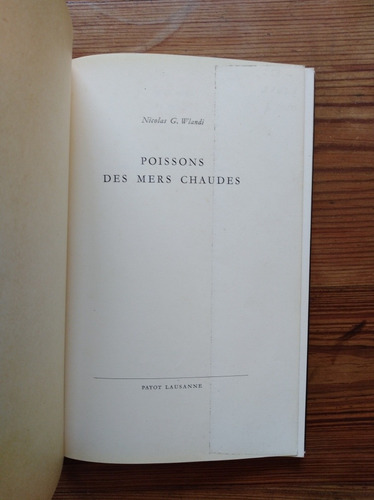 Nicolas G. Wlandi
POISSONS
DES MERS CHAUDES
PAYOT LAUSANNE